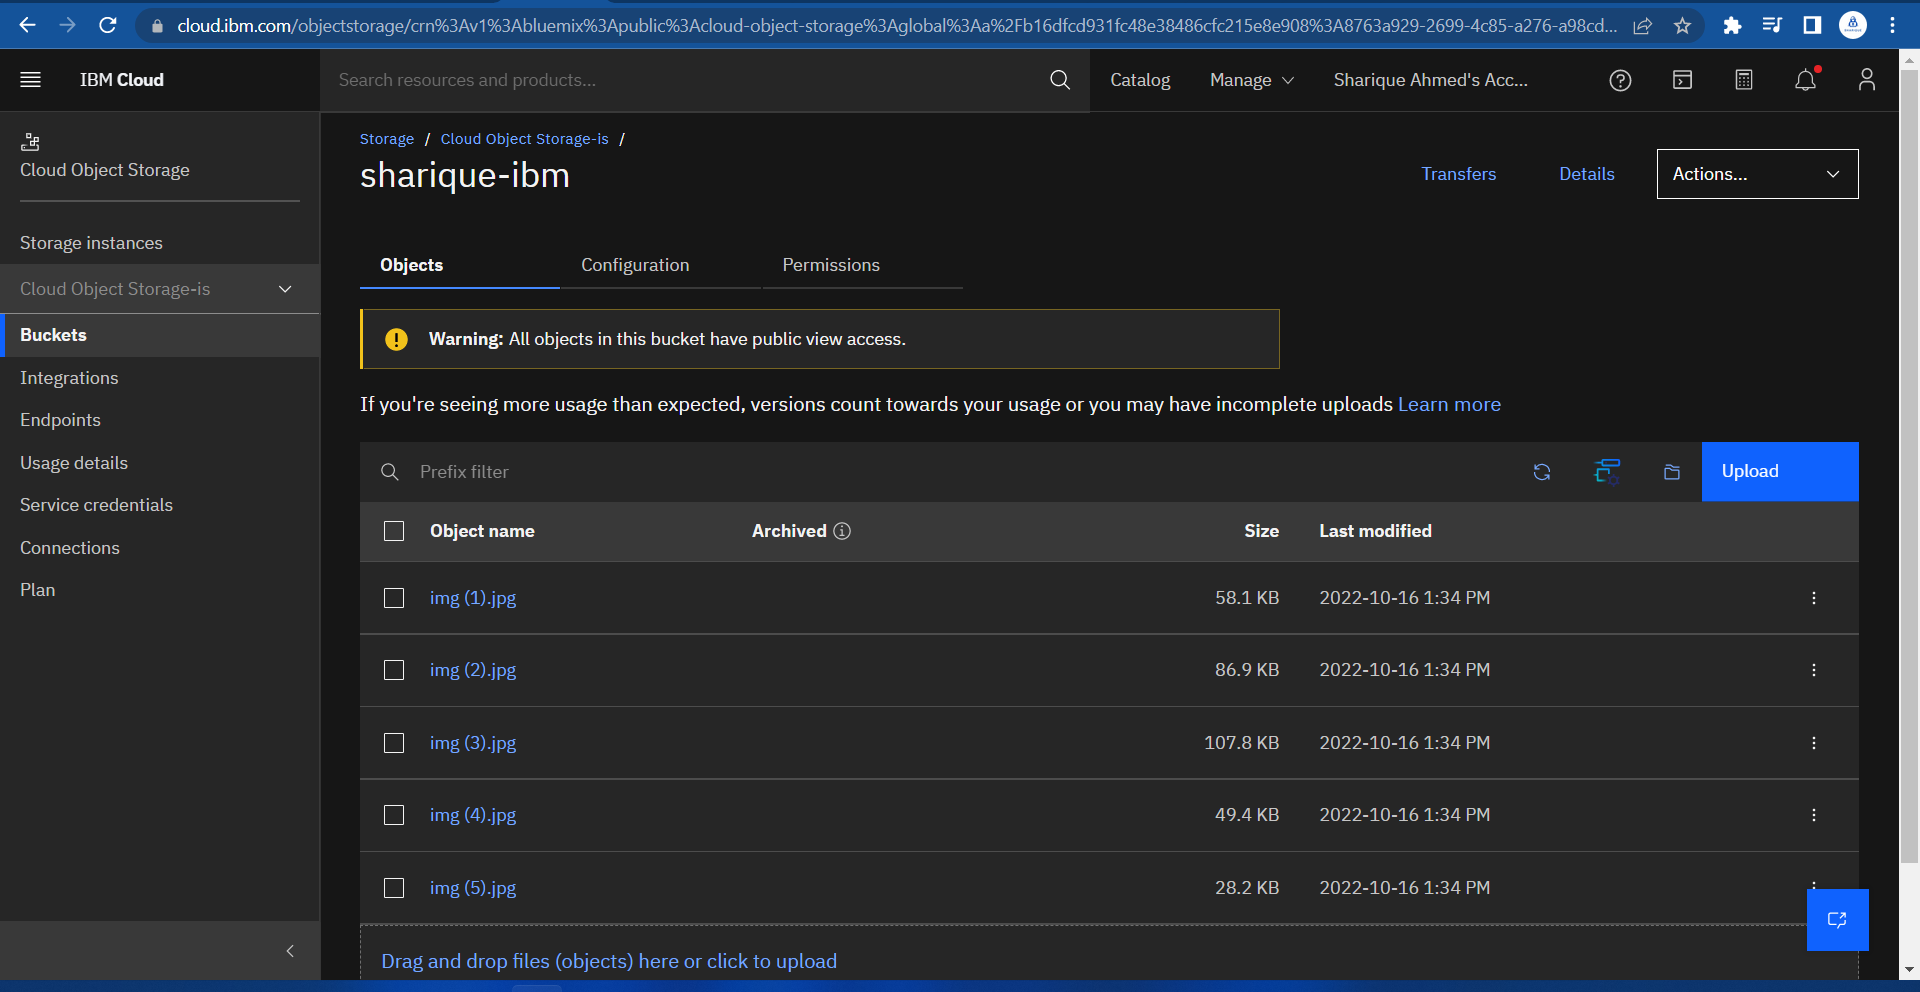 cloud.ibm.com/objectstorage/crn%3Av1%3Abluemix%3Apublic%3Acloud-object-storage%3Aglobal%3Aa%2Fb16dfcd931fc48e38486cfc215e8e908%3A8763a929-2699-4c85-a276-a98cd...
IBM Cloud
Search resources and products...
Catalog
Manage
Sharique Ahmed's Acc...
Cloud Object Storage
Storage instances
Cloud Object Storage-is
Buckets
Integrations
Endpoints
Usage details
Service credentials
Connections
Plan
Storage / Cloud Object Storage-is /
sharique-ibm
Transfers
Details
Actions...
Objects
Configuration
Permissions
Warning: All objects in this bucket have public view access.
If you're seeing more usage than expected, versions count towards your usage or you may have incomplete uploads Learn more
Prefix filter
Upload
Object name Archived Size Last modified
img (1).jpg 58.1 KB 2022-10-16 1:34 PM
img (2).jpg 86.9 KB 2022-10-16 1:34 PM
img (3).jpg 107.8 KB 2022-10-16 1:34 PM
img (4).jpg 49.4 KB 2022-10-16 1:34 PM
img (5).jpg 28.2 KB 2022-10-16 1:34 PM
Drag and drop files (objects) here or click to upload